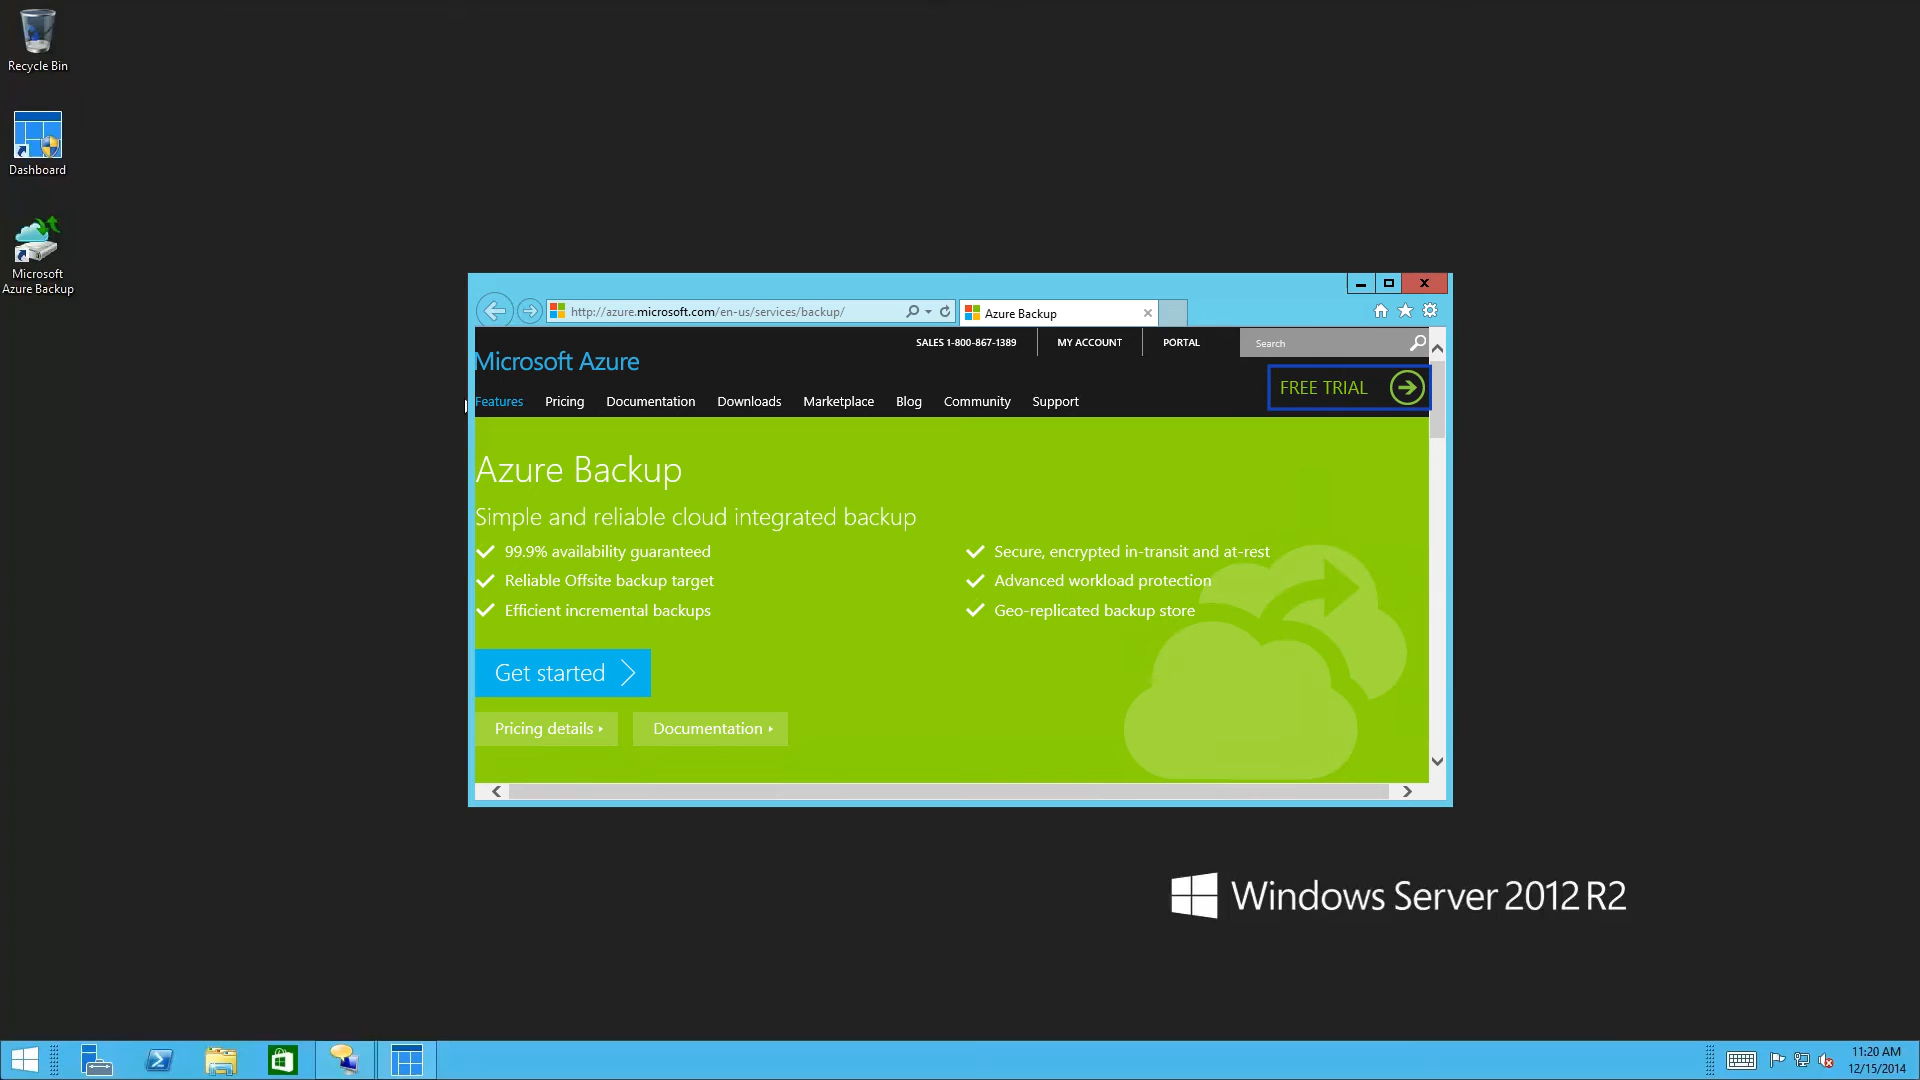 Recycle Bin
Dashboard
Microsoft
Azure Backup
http://azure.microsoft.com/en-us/services/backup/
Azure Backup
SALES 1-800-867-1389
MY ACCOUNT
PORTAL
Search
Microsoft Azure
FREE TRIAL
Features Pricing Documentation Downloads Marketplace Blog Community Support
Azure Backup
Simple and reliable cloud integrated backup
99.9% availability guaranteed
Reliable Offsite backup target
Efficient incremental backups
Secure, encrypted in-transit and at-rest
Advanced workload protection
Geo-replicated backup store
Get started
Pricing details
Documentation
Windows Server 2012 R2
11:20 AM
12/15/2014